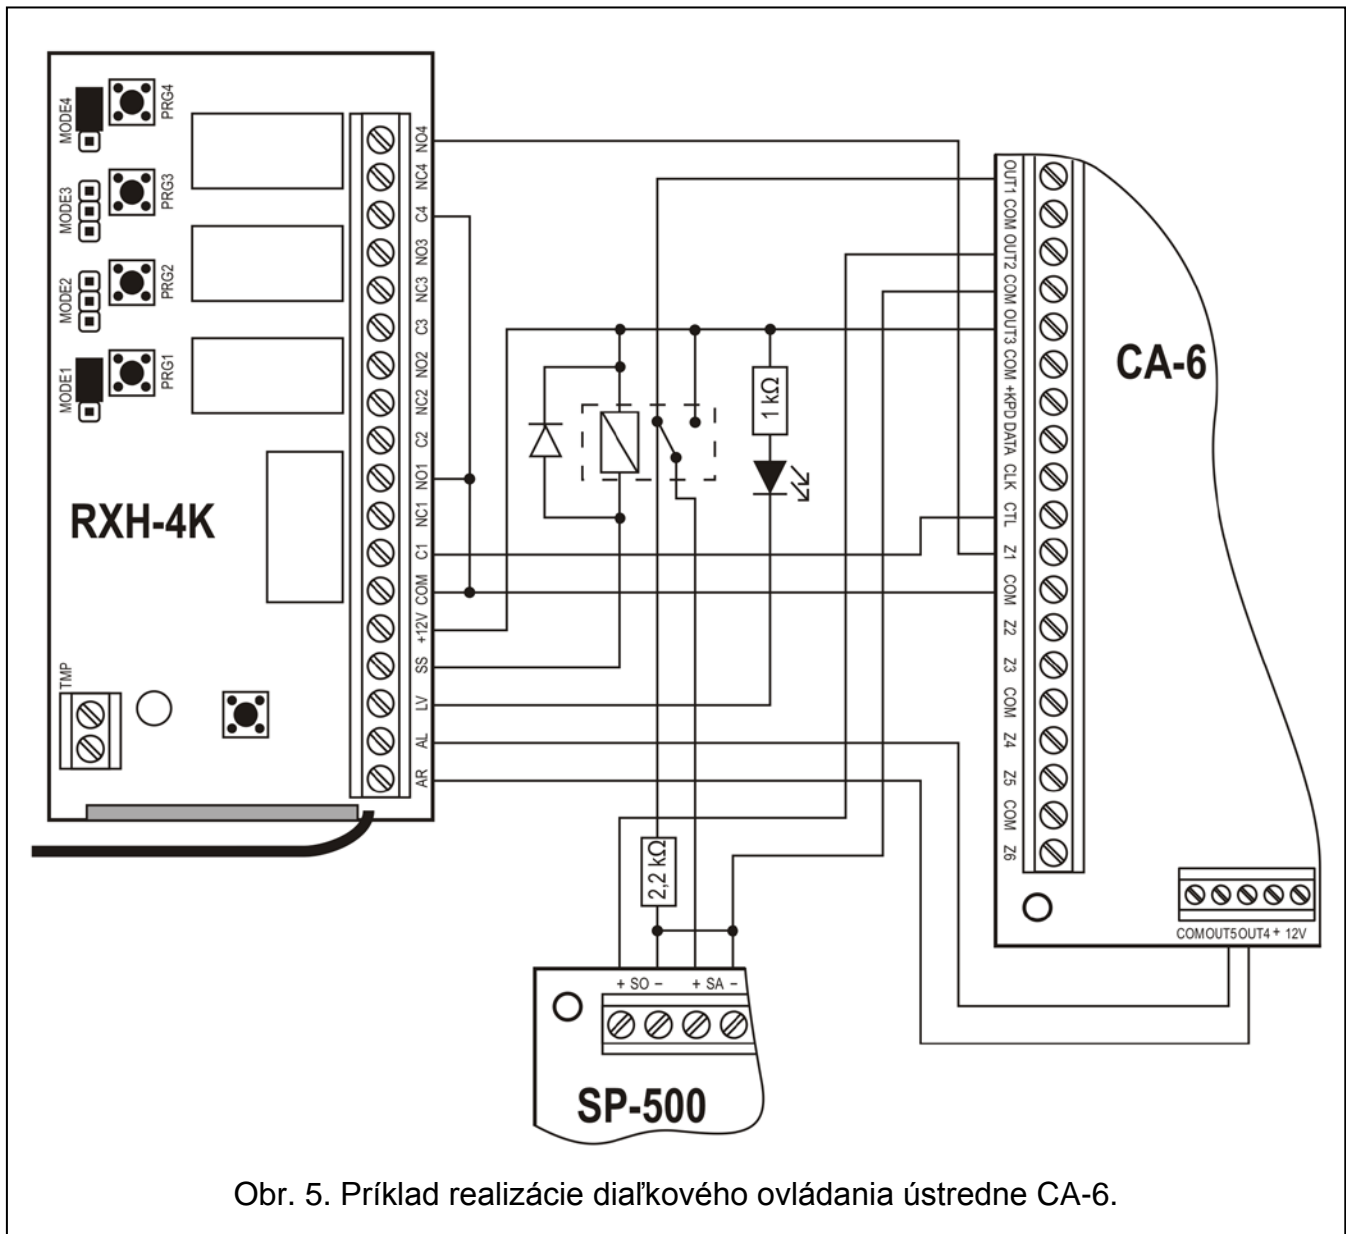 MODE4
PRG4
MODE3
PRG3
MODE2
PRG2
MODE1
PRG1
RXH-4K
TMP
NO4
NC4
C4
NO3
NC3
C3
NO2
NC2
C2
NO1
NC1
C1
COM
+12V
SS
LV
AL
AR
1 kΩ
2,2 kΩ
OUT1
COM
OUT2
COM
OUT3
COM
+KPD
DATA
CLK
CTL
Z1
COM
Z2
Z3
COM
Z4
Z5
COM
Z6
CA-6
COM OUT5 OUT4 + 12V
+ SO − + SA −
SP-500
Obr. 5. Príklad realizácie diaľkového ovládania ústredne CA-6.